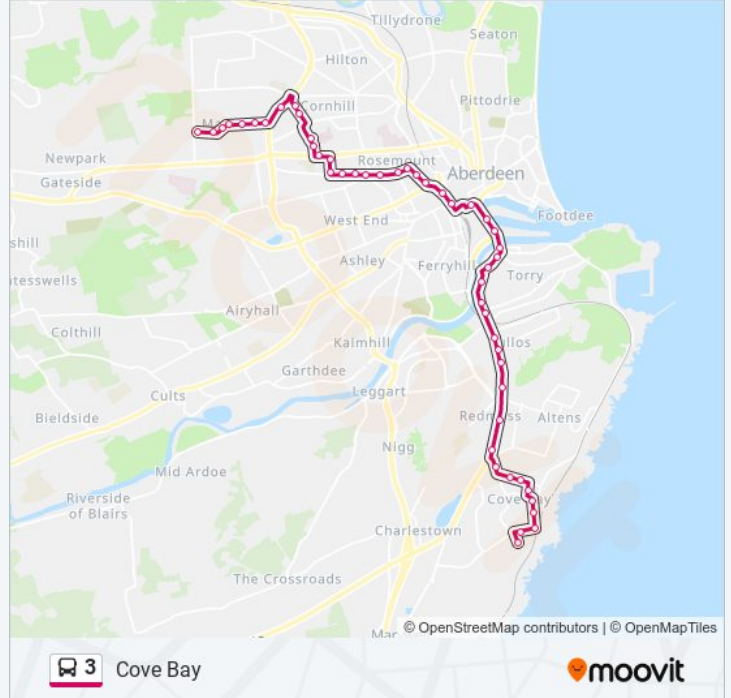 Tillydrone
Seaton
Hilton
Pittodrie
Cornhill
Newpark
Rosemount
Aberdeen
Gateside
West End
Footdee
Ashley
Ferryhill
Torry
Airyhall
Colthill
Kaimhill
Garthdee
Cults
Leggart
Bieldside
Altens
Nigg
Mid Ardoe
Riverside
of Blairs
Charlestown
The Crossroads
© OpenStreetMap contributors | © OpenMapTiles
3 Cove Bay
moovit